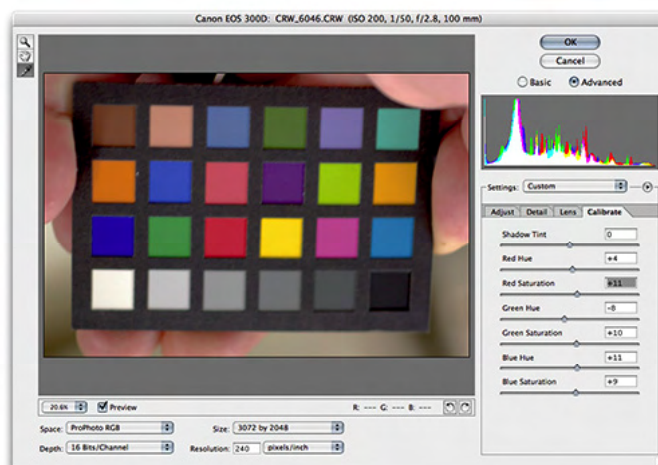 Canon EOS 300D: CRW_6046.CRW (ISO 200, 1/50, f/2.8, 100 mm)
OK
Cancel
Basic Advanced
Settings: Custom
Adjust Detail Lens Calibrate
Shadow Tint 0
Red Hue +4
Red Saturation +11
Green Hue -8
Green Saturation +10
Blue Hue +11
Blue Saturation +9
20.6% Preview R: --- G: --- B: ---
Space: ProPhoto RGB Size: 3072 by 2048
Depth: 16 Bits/Channel Resolution: 240 pixels/inch